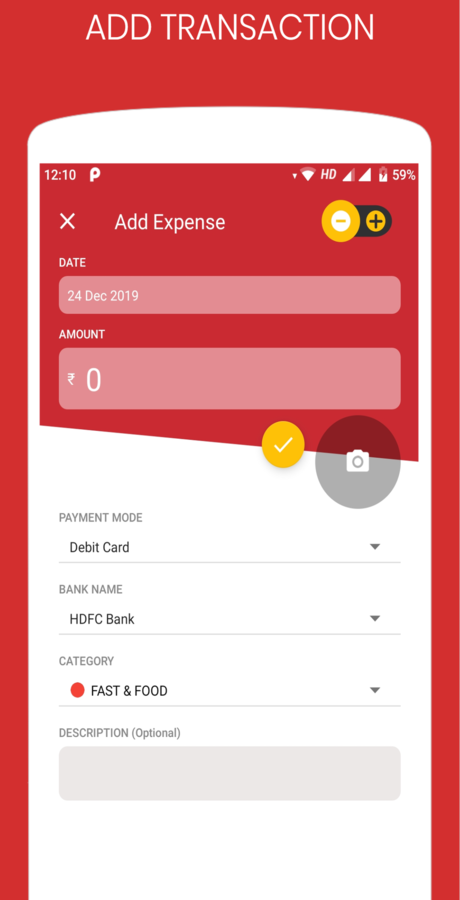 ADD TRANSACTION
12:10 HD 59%
Add Expense
DATE
24 Dec 2019
AMOUNT
₹ 0
PAYMENT MODE
Debit Card
BANK NAME
HDFC Bank
CATEGORY
FAST & FOOD
DESCRIPTION (Optional)